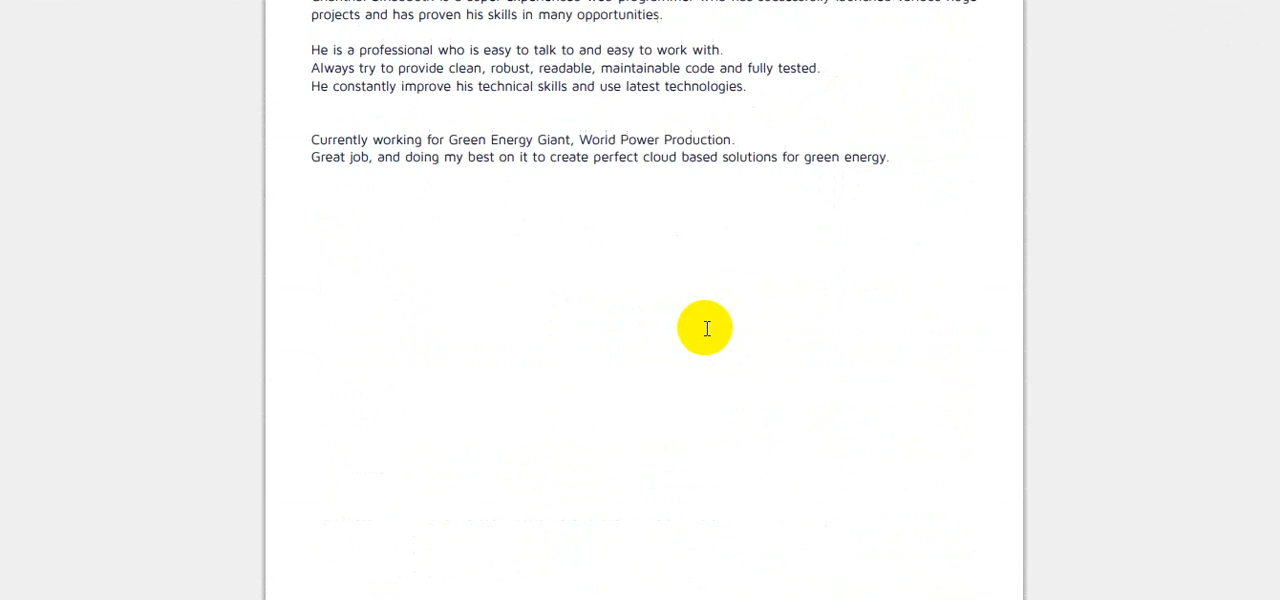 projects and has proven his skills in many opportunities.
He is a professional who is easy to talk to and easy to work with.
Always try to provide clean, robust, readable, maintainable code and fully tested.
He constantly improve his technical skills and use latest technologies.
Currently working for Green Energy Giant, World Power Production.
Great job, and doing my best on it to create perfect cloud based solutions for green energy.